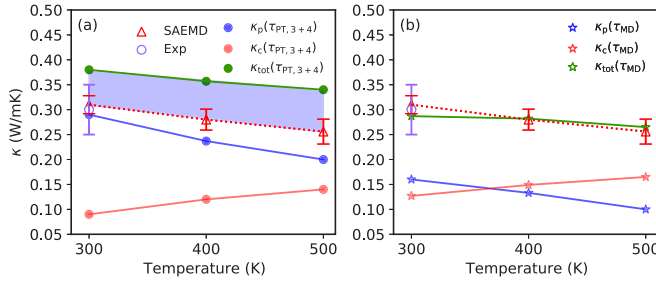 (a)
SAEMD
Exp
κp(τPT, 3+4)
κc(τPT, 3+4)
κtot(τPT, 3+4)
κ (W/mK)
0.50
0.45
0.40
0.35
0.30
0.25
0.20
0.15
0.10
0.05
300
400
500
Temperature (K)
(b)
κp(τMD)
κc(τMD)
κtot(τMD)
0.50
0.45
0.40
0.35
0.30
0.25
0.20
0.15
0.10
0.05
300
400
500
Temperature (K)